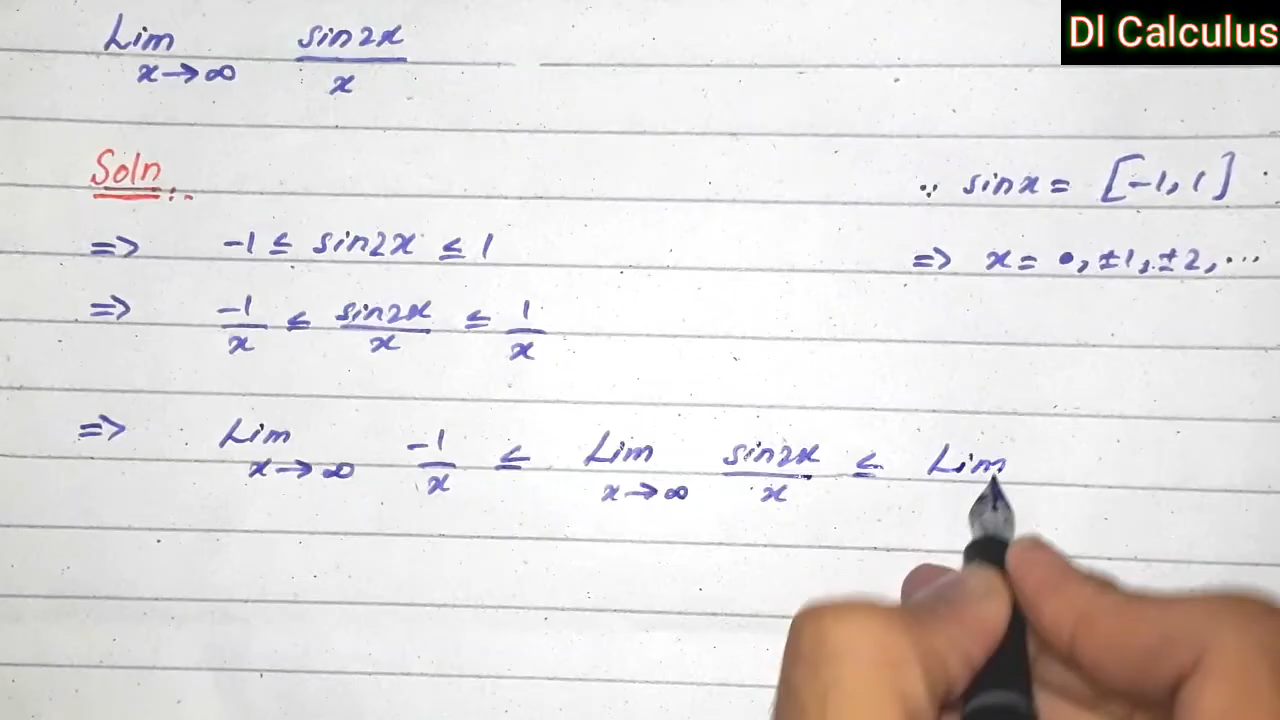 Lim x→∞ sin2x/x
DI Calculus
Soln:.
∵ sinx = [-1, 1]
=> -1 ≤ sin2x ≤ 1
=> x = 0, ±1, ±2, ...
=> -1/x ≤ sin2x/x ≤ 1/x
=> Lim x→∞ -1/x ≤ Lim x→∞ sin2x/x ≤ Lim